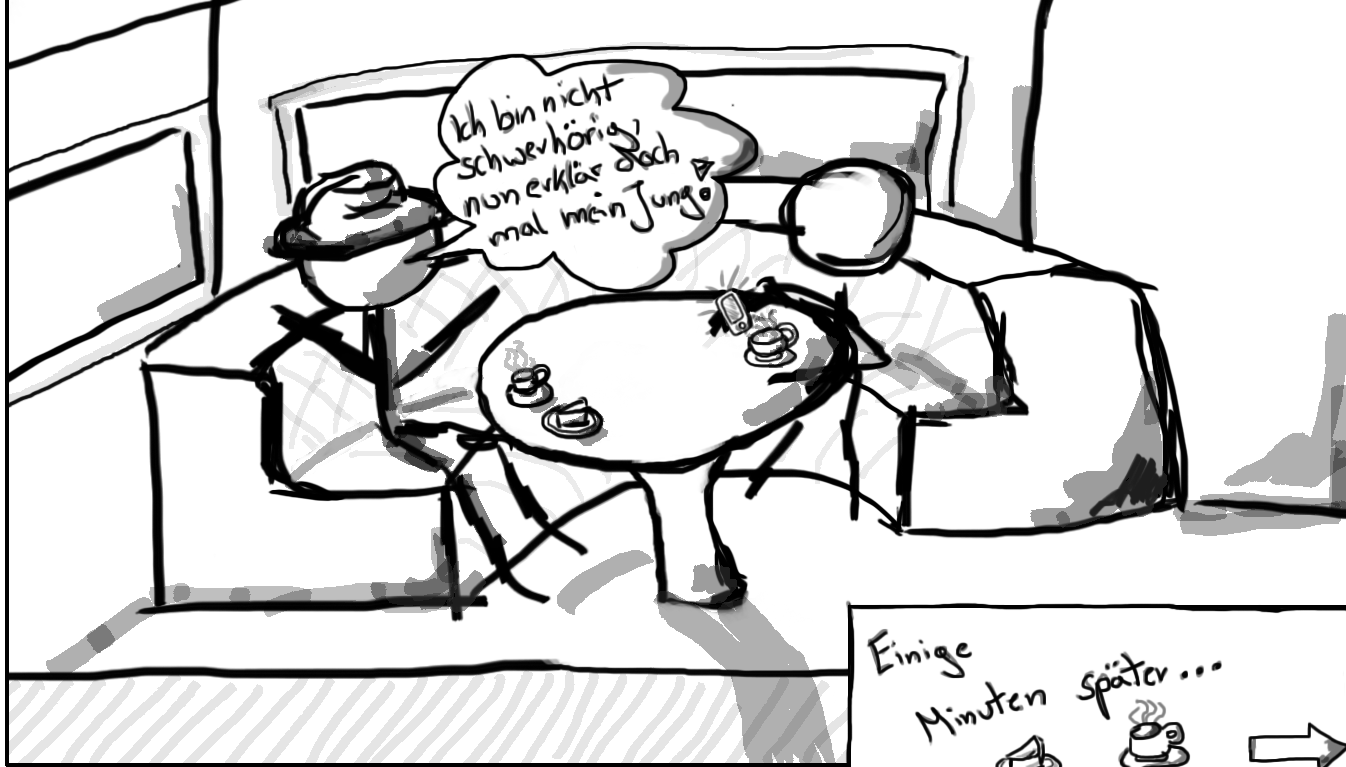 Ich bin nicht
schwerhörig,
nun erklär doch
mal mein Jung.
Einige
Minuten später...